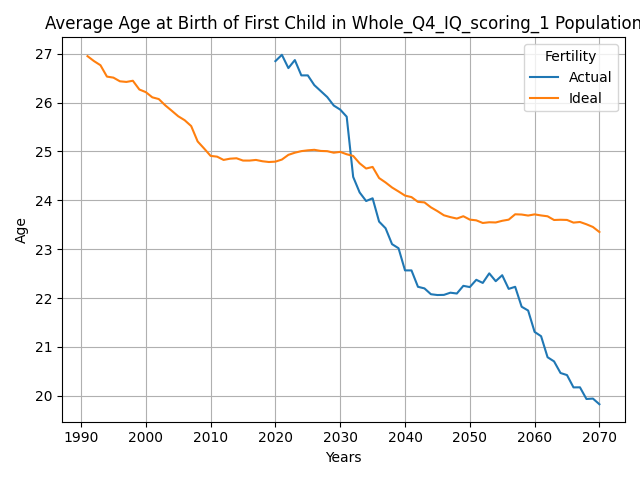 Average Age at Birth of First Child in Whole_Q4_IQ_scoring_1 Population
Fertility
Actual
Ideal
Age
27
26
25
24
23
22
21
20
1990 2000 2010 2020 2030 2040 2050 2060 2070
Years